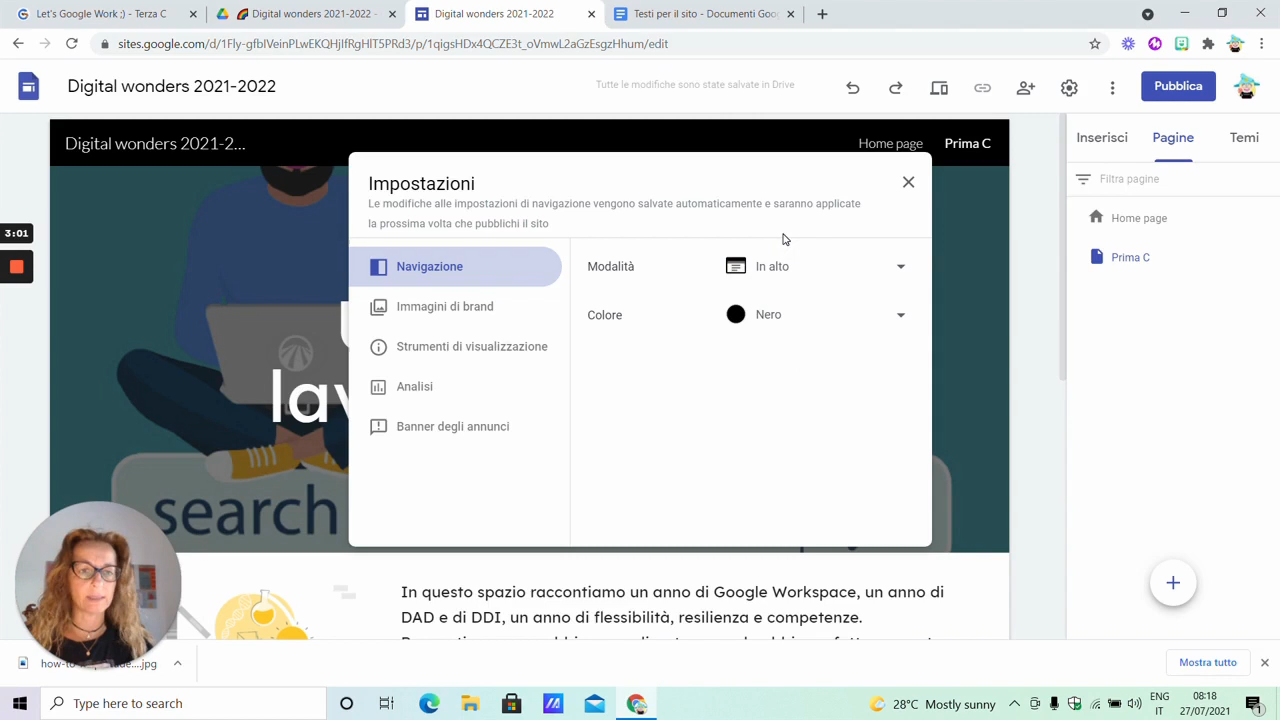 Let's Google W - Terza C
Digital wonders 2021-2022 -
Digital wonders 2021-2022
Testi per il sito - Documenti Goo
sites.google.com/d/1Fly-gfbIVeinPLwEKQHjIfRgHlT5PRd3/p/1qigsHDx4QCZE3t_oVmwL2aGzEsgzHhum/edit
Digital wonders 2021-2022
Tutte le modifiche sono state salvate in Drive
Pubblica
Digital wonders 2021-2...
Home page
Prima C
Inserisci
Pagine
Temi
Filtra pagine
Home page
Prima C
Impostazioni
Le modifiche alle impostazioni di navigazione vengono salvate automaticamente e saranno applicate
la prossima volta che pubblichi il sito
Navigazione
Immagini di brand
Strumenti di visualizzazione
Analisi
Banner degli annunci
Modalità
In alto
Colore
Nero
3:01
lav
search
In questo spazio raccontiamo un anno di Google Workspace, un anno di
DAD e di DDI, un anno di flessibilità, resilienza e competenze.
Mostra tutto
Type here to search
28°C Mostly sunny
ENG
IT
08:18
27/07/2021
1